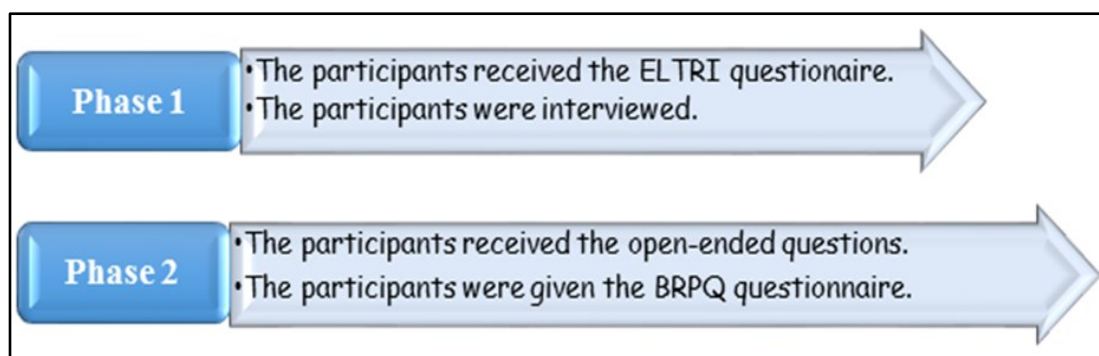 Phase 1
•The participants received the ELTRI questionaire.
•The participants were interviewed.
Phase 2
•The participants received the open-ended questions.
•The participants were given the BRPQ questionnaire.